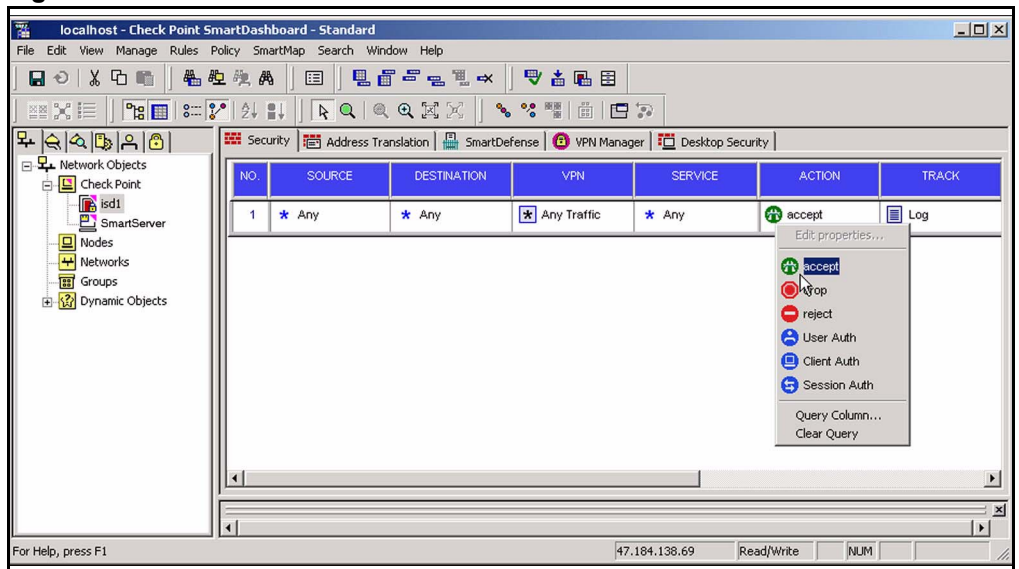 localhost - Check Point SmartDashboard - Standard
File Edit View Manage Rules Policy SmartMap Search Window Help
Security Address Translation SmartDefense VPN Manager Desktop Security
Network Objects
Check Point
isd1
SmartServer
Nodes
Networks
Groups
Dynamic Objects
NO. SOURCE DESTINATION VPN SERVICE ACTION TRACK
1 * Any * Any * Any Traffic * Any accept Log
Edit properties...
accept
drop
reject
User Auth
Client Auth
Session Auth
Query Column...
Clear Query
For Help, press F1 47.184.138.69 Read/Write NUM